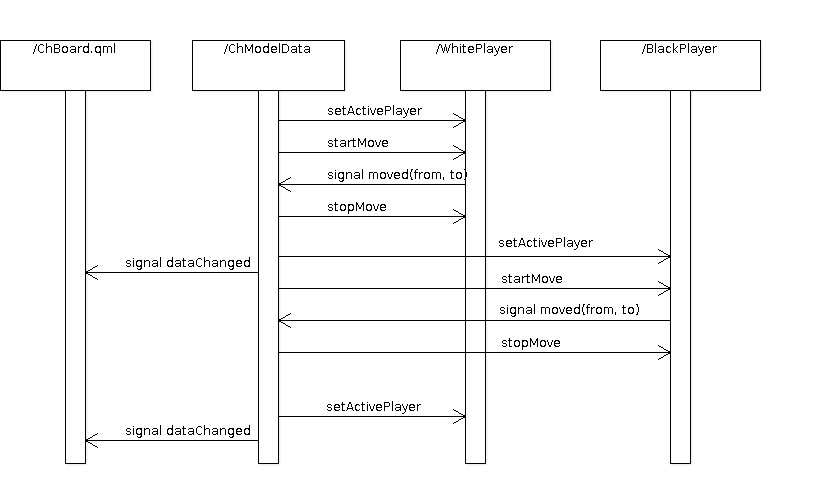 /ChBoard.qml
/ChModelData
/WhitePlayer
/BlackPlayer
setActivePlayer
startMove
signal moved(from, to)
stopMove
setActivePlayer
signal dataChanged
startMove
signal moved(from, to)
stopMove
setActivePlayer
signal dataChanged